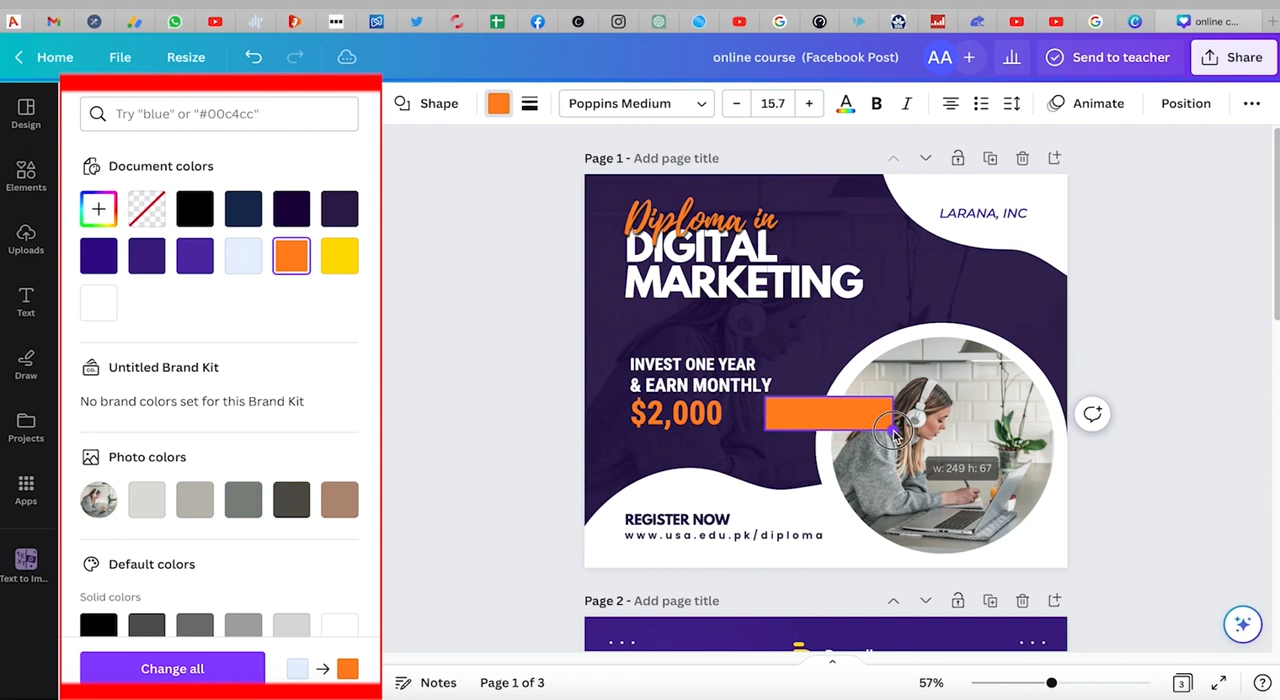 online c...
Home
File
Resize
online course (Facebook Post)
AA
Send to teacher
Share
Design
Elements
Uploads
Text
Draw
Projects
Apps
Text to Im...
Try "blue" or "#00c4cc"
Document colors
Untitled Brand Kit
No brand colors set for this Brand Kit
Photo colors
Default colors
Solid colors
Change all
Shape
Poppins Medium
– 15.7 +
A
B
I
Animate
Position
Page 1 - Add page title
Diploma in
DIGITAL
MARKETING
LARANA, INC
INVEST ONE YEAR
& EARN MONTHLY
$2,000
w: 249 h: 67
REGISTER NOW
www.usa.edu.pk/diploma
Page 2 - Add page title
Notes
Page 1 of 3
57%
3